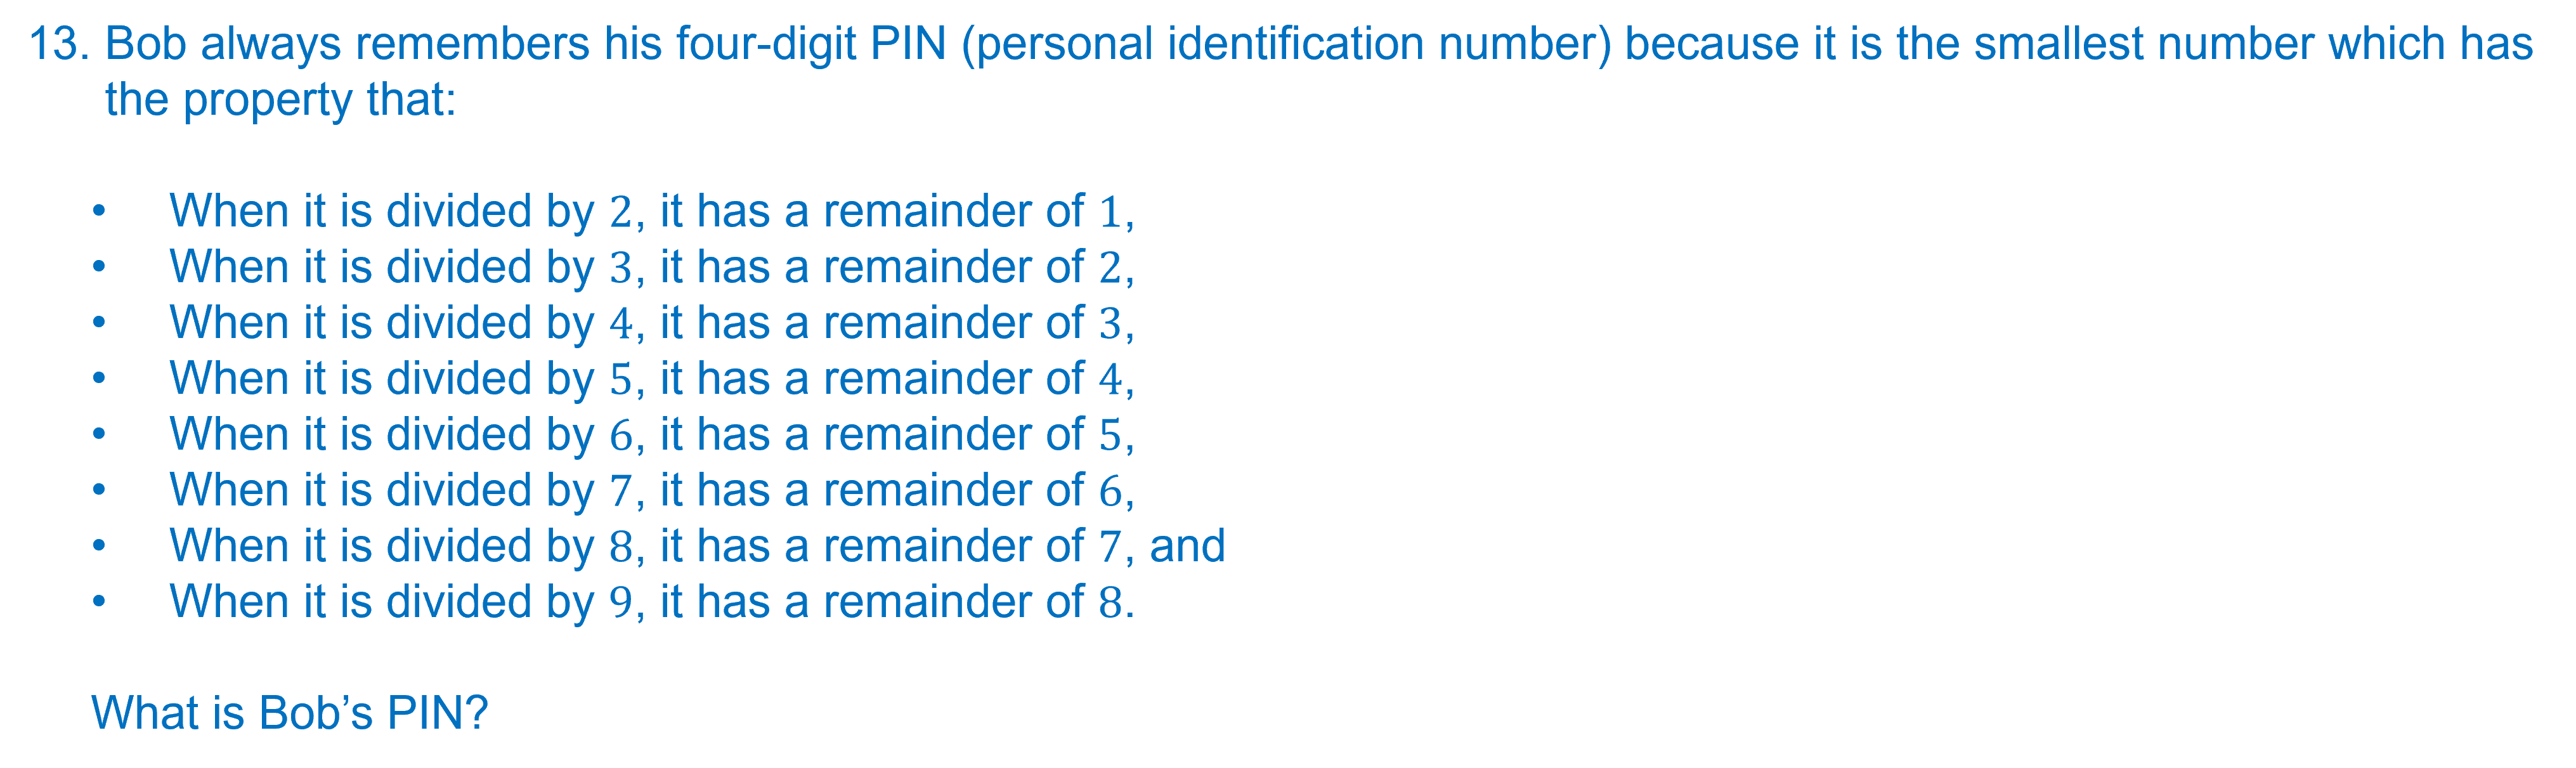 13. Bob always remembers his four-digit PIN (personal identification number) because it is the smallest number which has
the property that:
• When it is divided by 2, it has a remainder of 1,
• When it is divided by 3, it has a remainder of 2,
• When it is divided by 4, it has a remainder of 3,
• When it is divided by 5, it has a remainder of 4,
• When it is divided by 6, it has a remainder of 5,
• When it is divided by 7, it has a remainder of 6,
• When it is divided by 8, it has a remainder of 7, and
• When it is divided by 9, it has a remainder of 8.
What is Bob’s PIN?